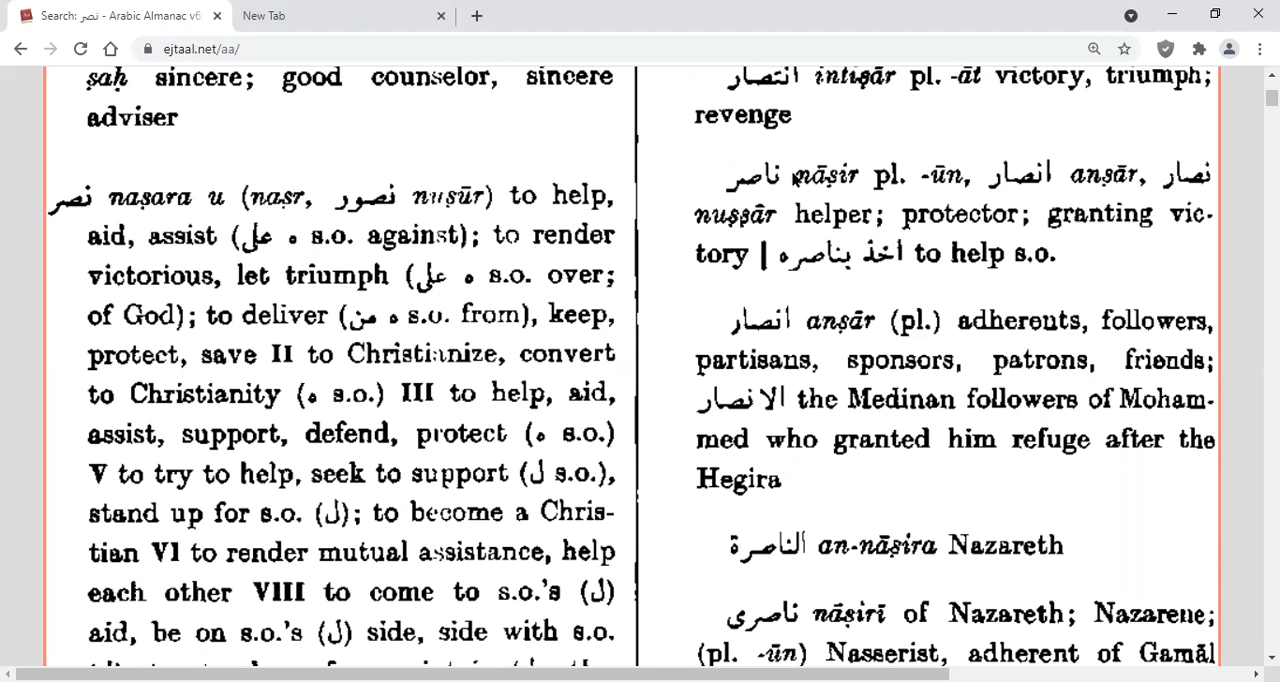 Search: نصر - Arabic Almanac v6.
New Tab
ejtaal.net/aa/
ṣaḥ sincere; good counselor, sincere
adviser
نصر naṣara u (naṣr, نصور nuṣūr) to help,
aid, assist (ه على s.o. against); to render
victorious, let triumph (ه على s.o. over;
of God); to deliver (ه من s.o. from), keep,
protect, save II to Christianize, convert
to Christianity (ه s.o.) III to help, aid,
assist, support, defend, protect (ه s.o.)
V to try to help, seek to support (ل s.o.),
stand up for s.o. (ل); to become a Chris-
tian VI to render mutual assistance, help
each other VIII to come to s.o.'s (ل)
aid, be on s.o.'s (ل) side, side with s.o.
انتصار intiṣār pl. -āt victory, triumph;
revenge
ناصر nāṣir pl. -ūn, انصار anṣār, نصار
nuṣṣār helper; protector; granting vic-
tory | اخذ بناصره to help s.o.
انصار anṣār (pl.) adherents, followers,
partisans, sponsors, patrons, friends;
الانصار the Medinan followers of Moham-
med who granted him refuge after the
Hegira
الناصرة an-nāṣira Nazareth
ناصرى nāṣirī of Nazareth; Nazarene;
(pl. -ūn) Nasserist, adherent of Gamāl